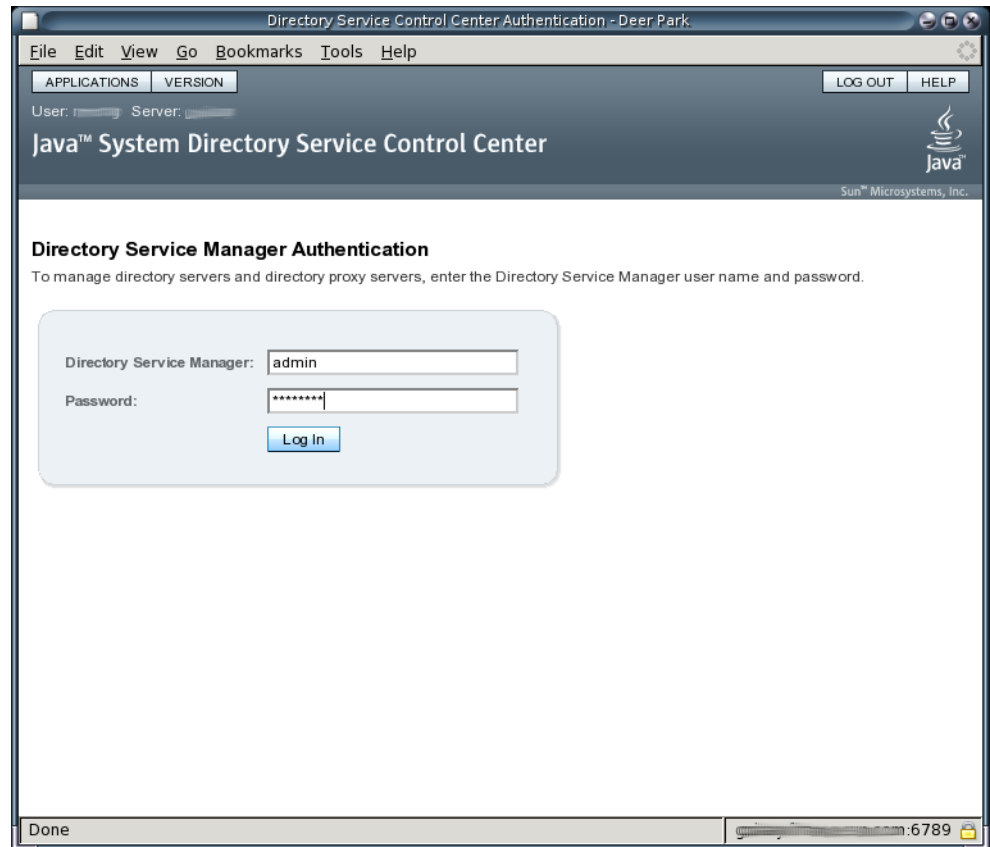 Directory Service Control Center Authentication - Deer Park
File Edit View Go Bookmarks Tools Help
APPLICATIONS VERSION LOG OUT HELP
User: Server:
Java™ System Directory Service Control Center
Java™
Sun™ Microsystems, Inc.
Directory Service Manager Authentication
To manage directory servers and directory proxy servers, enter the Directory Service Manager user name and password.
Directory Service Manager: admin
Password: ********
Log In
Done :6789